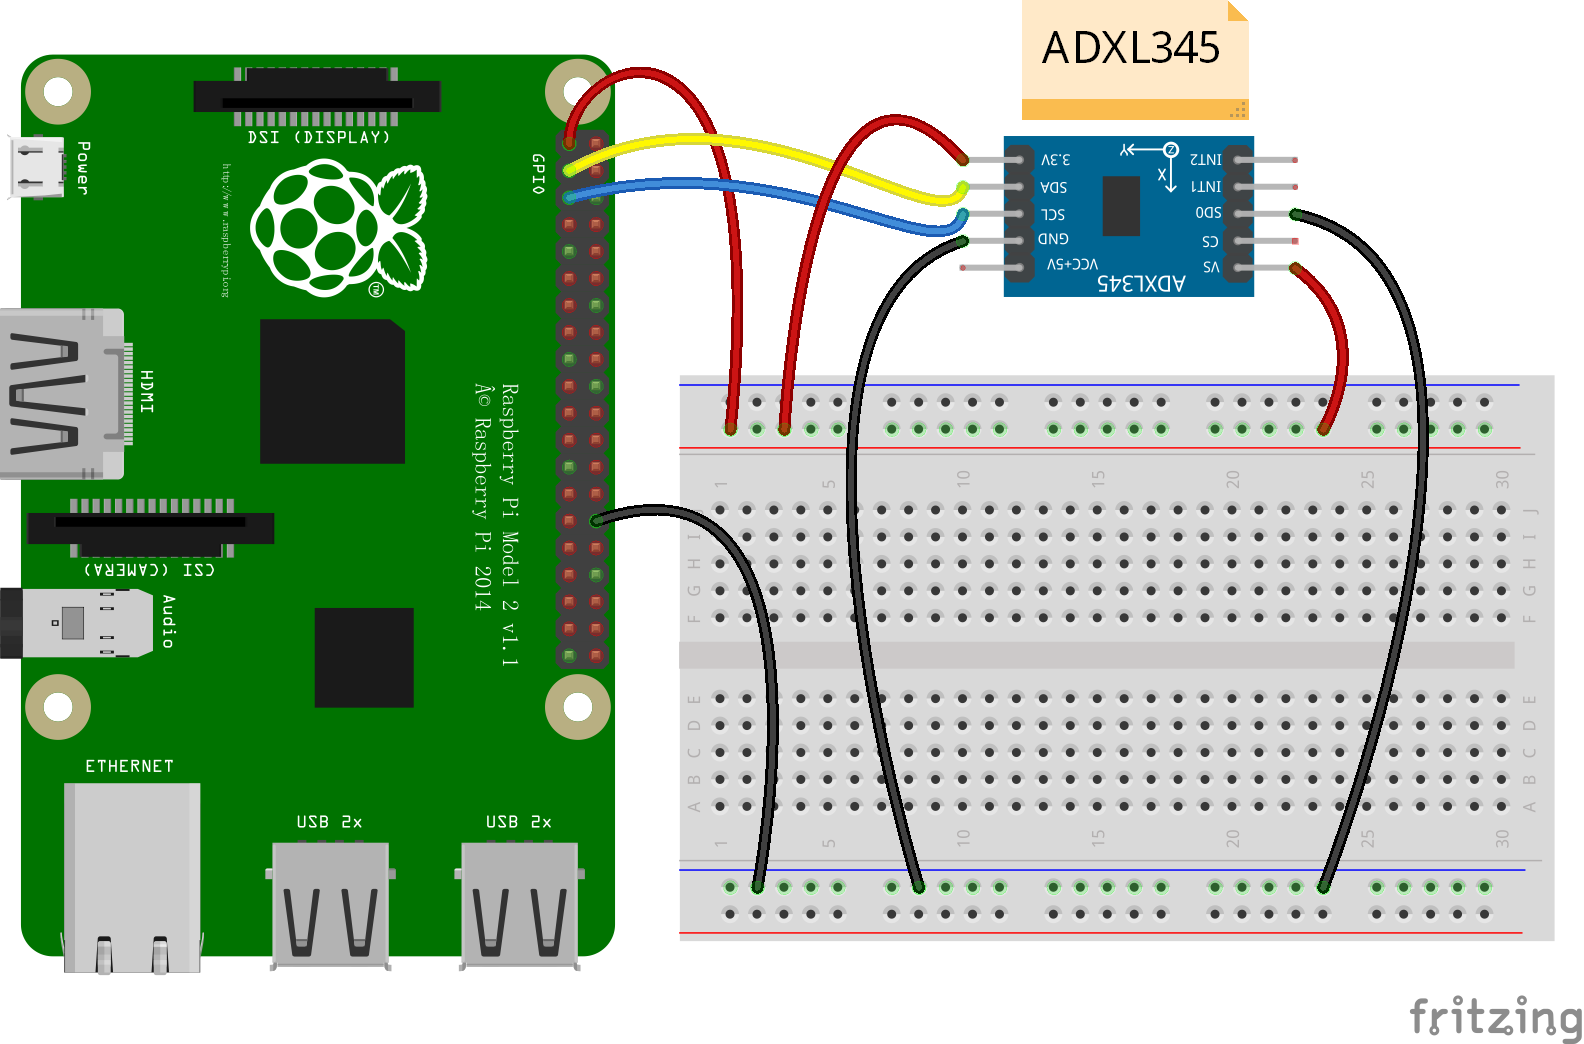 ADXL345
DSI (DISPLAY)
Power
GPIO
http://www.raspberrypi.org
TM
HDMI
Raspberry Pi Model 2 v1.1
Â© Raspberry Pi 2014
CSI (CAMERA)
Audio
ETHERNET
USB 2x
USB 2x
3.3V
SDA
SCL
GND
VCC+5V
Y
Z
X
INT2
INT1
SD0
CS
VS
ADXL345
1 5 10 15 20 25 30
J J
I I
H H
G G
F F
E E
D D
C C
B B
A A
1 5 10 15 20 25 30
fritzing